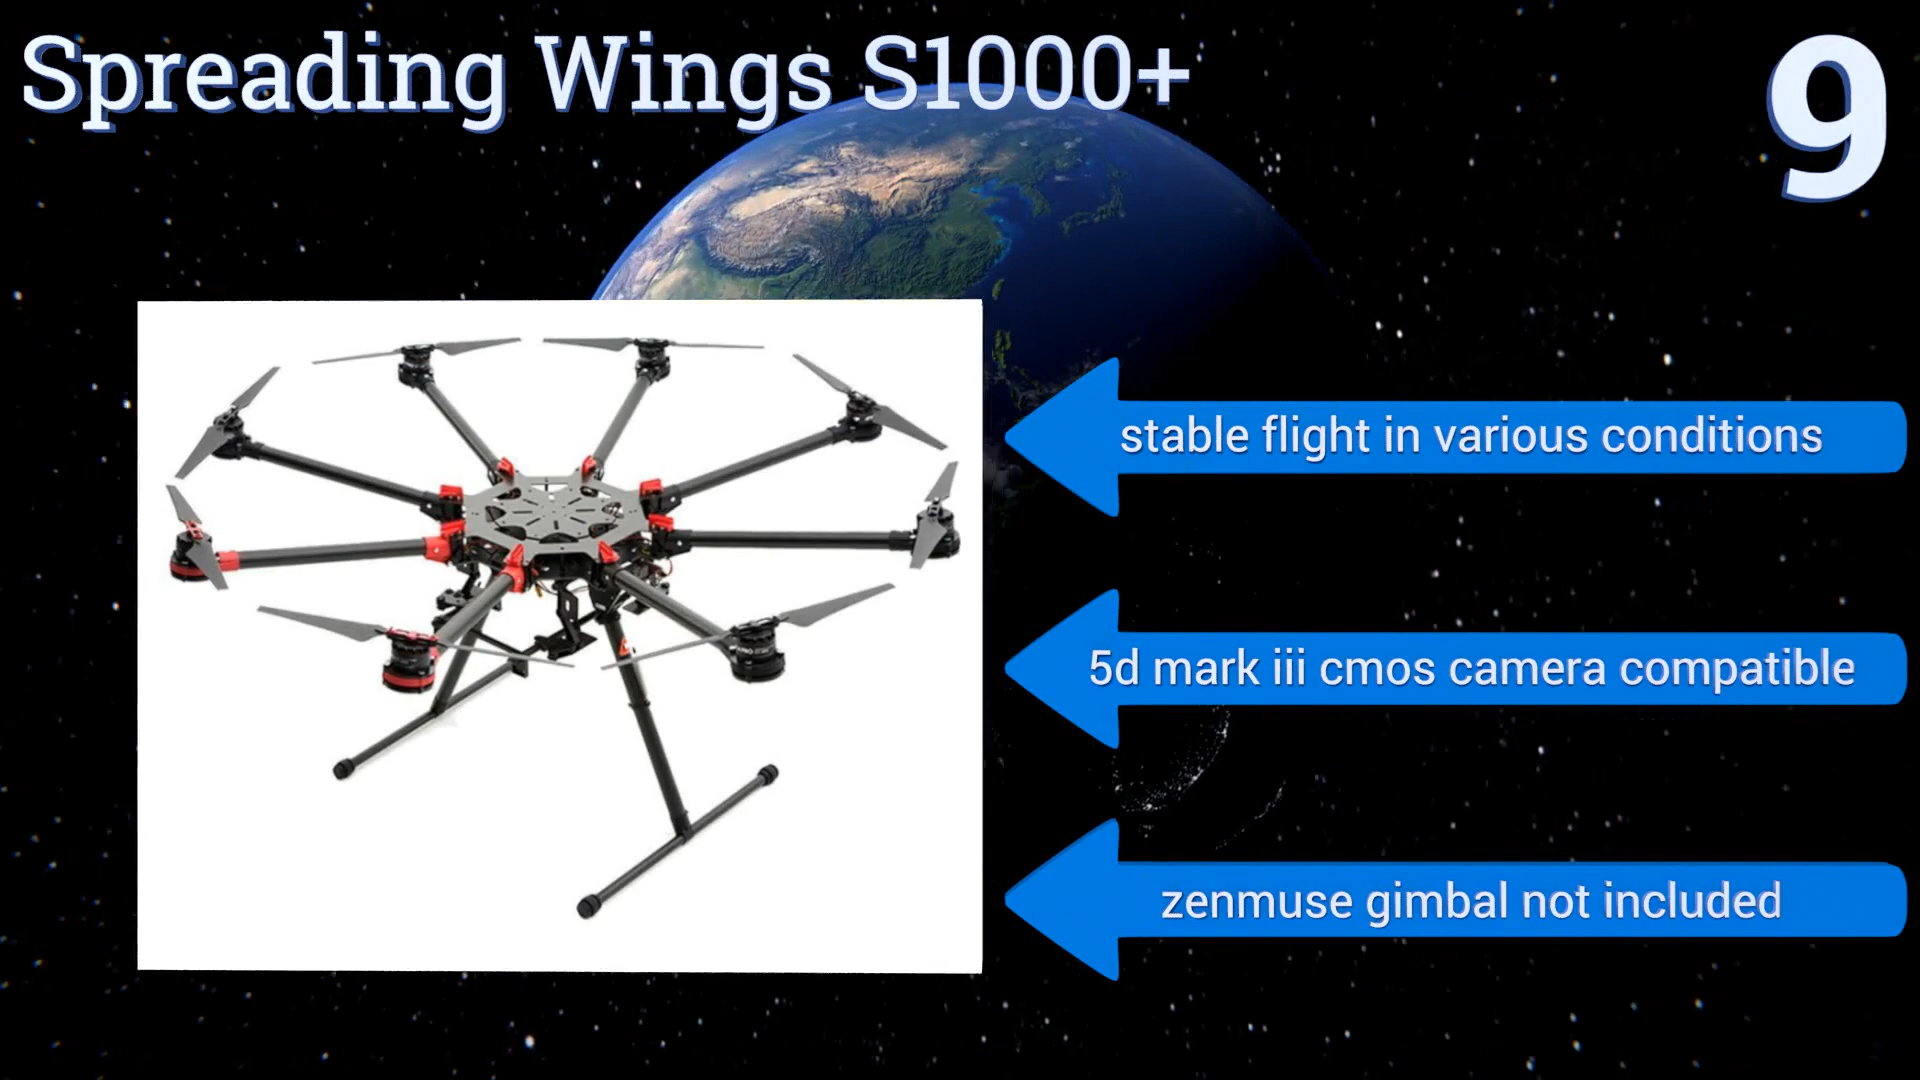 Spreading Wings S1000+
9
stable flight in various conditions
5d mark iii cmos camera compatible
zenmuse gimbal not included